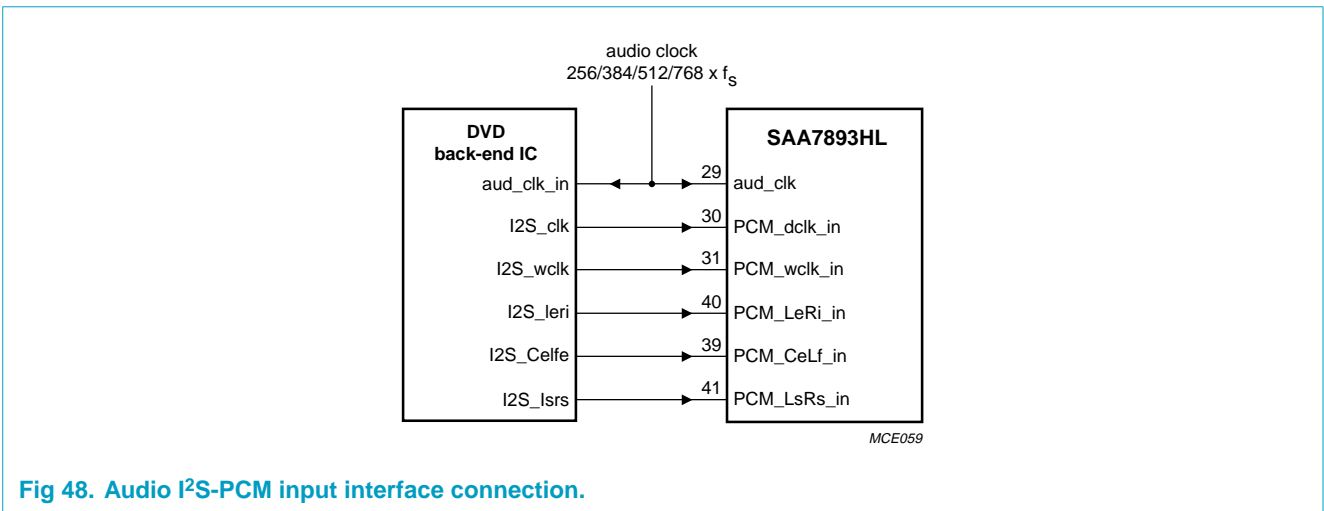 audio clock
256/384/512/768 x fs
DVD
back-end IC
SAA7893HL
aud_clk_in
29
aud_clk
I2S_clk
30
PCM_dclk_in
I2S_wclk
31
PCM_wclk_in
I2S_leri
40
PCM_LeRi_in
I2S_Celfe
39
PCM_CeLf_in
I2S_lsrs
41
PCM_LsRs_in
MCE059
Fig 48. Audio I²S-PCM input interface connection.